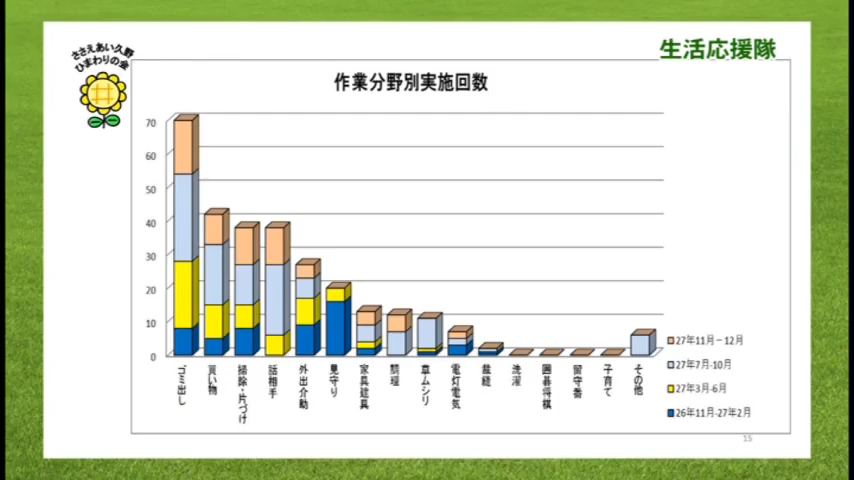 ささえあい久野
ひまわりの会
生活応援隊
作業分野別実施回数
70
60
50
40
30
20
10
0
ゴミ出し
買い物
掃除・片づけ
話相手
外出介助
見守り
家具建具
調理
草ムシリ
電灯電気
裁縫
洗濯
囲碁将棋
留守番
子育て
その他
27年11月－12月
27年7月-10月
27年3月-6月
26年11月-27年2月
15